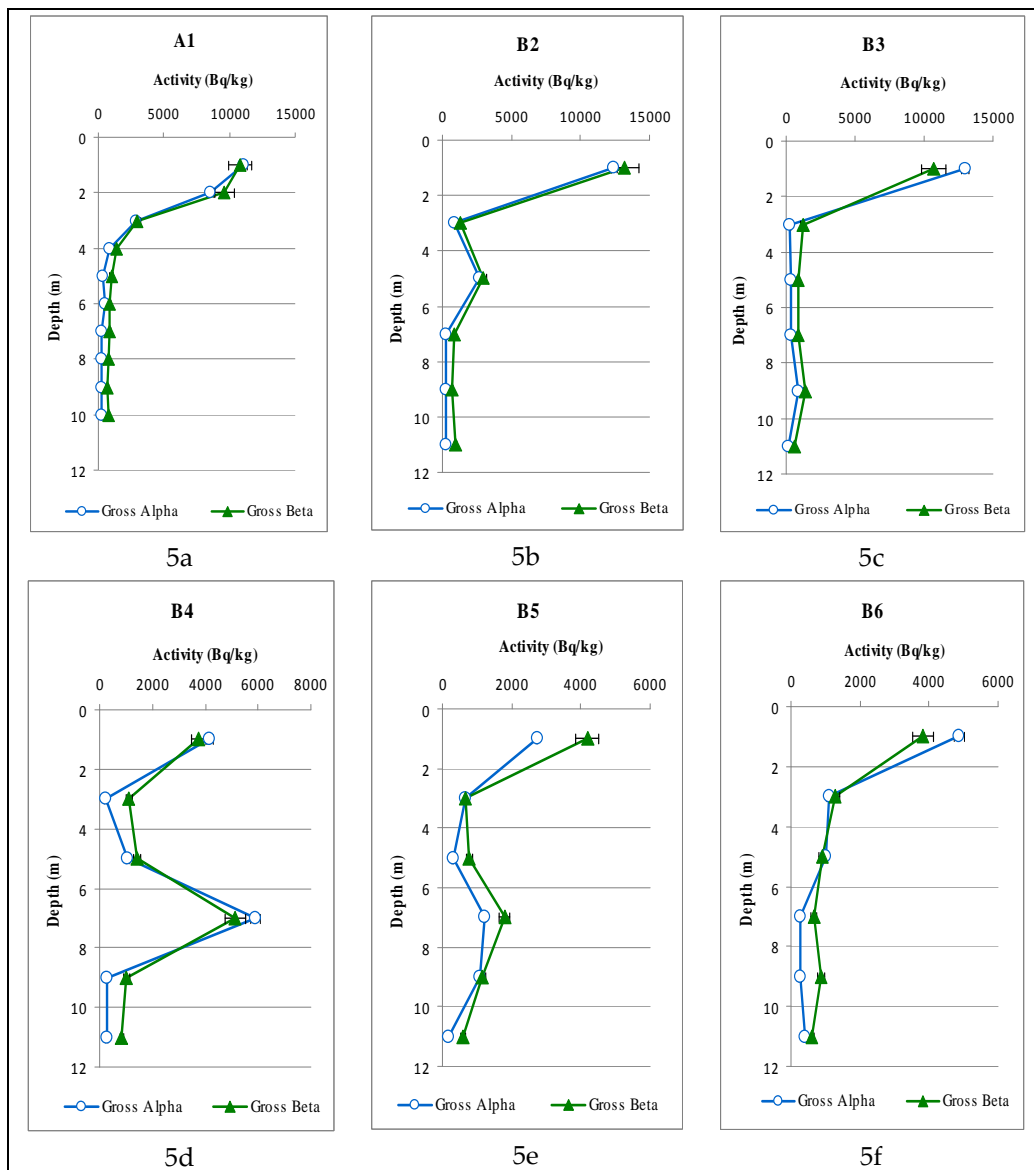 A1
Activity (Bq/kg)
0 5000 10000 15000
0
2
4
6
8
10
12
Depth (m)
Gross Alpha Gross Beta
5a
B2
Activity (Bq/kg)
0 5000 10000 15000
0
2
4
6
8
10
12
Depth (m)
Gross Alpha Gross Beta
5b
B3
Activity (Bq/kg)
0 5000 10000 15000
0
2
4
6
8
10
12
Depth (m)
Gross Alpha Gross Beta
5c
B4
Activity (Bq/kg)
0 2000 4000 6000 8000
0
2
4
6
8
10
12
Depth (m)
Gross Alpha Gross Beta
5d
B5
Activity (Bq/kg)
0 2000 4000 6000
0
2
4
6
8
10
12
Depth (m)
Gross Alpha Gross Beta
5e
B6
Activity (Bq/kg)
0 2000 4000 6000
0
2
4
6
8
10
12
Depth (m)
Gross Alpha Gross Beta
5f